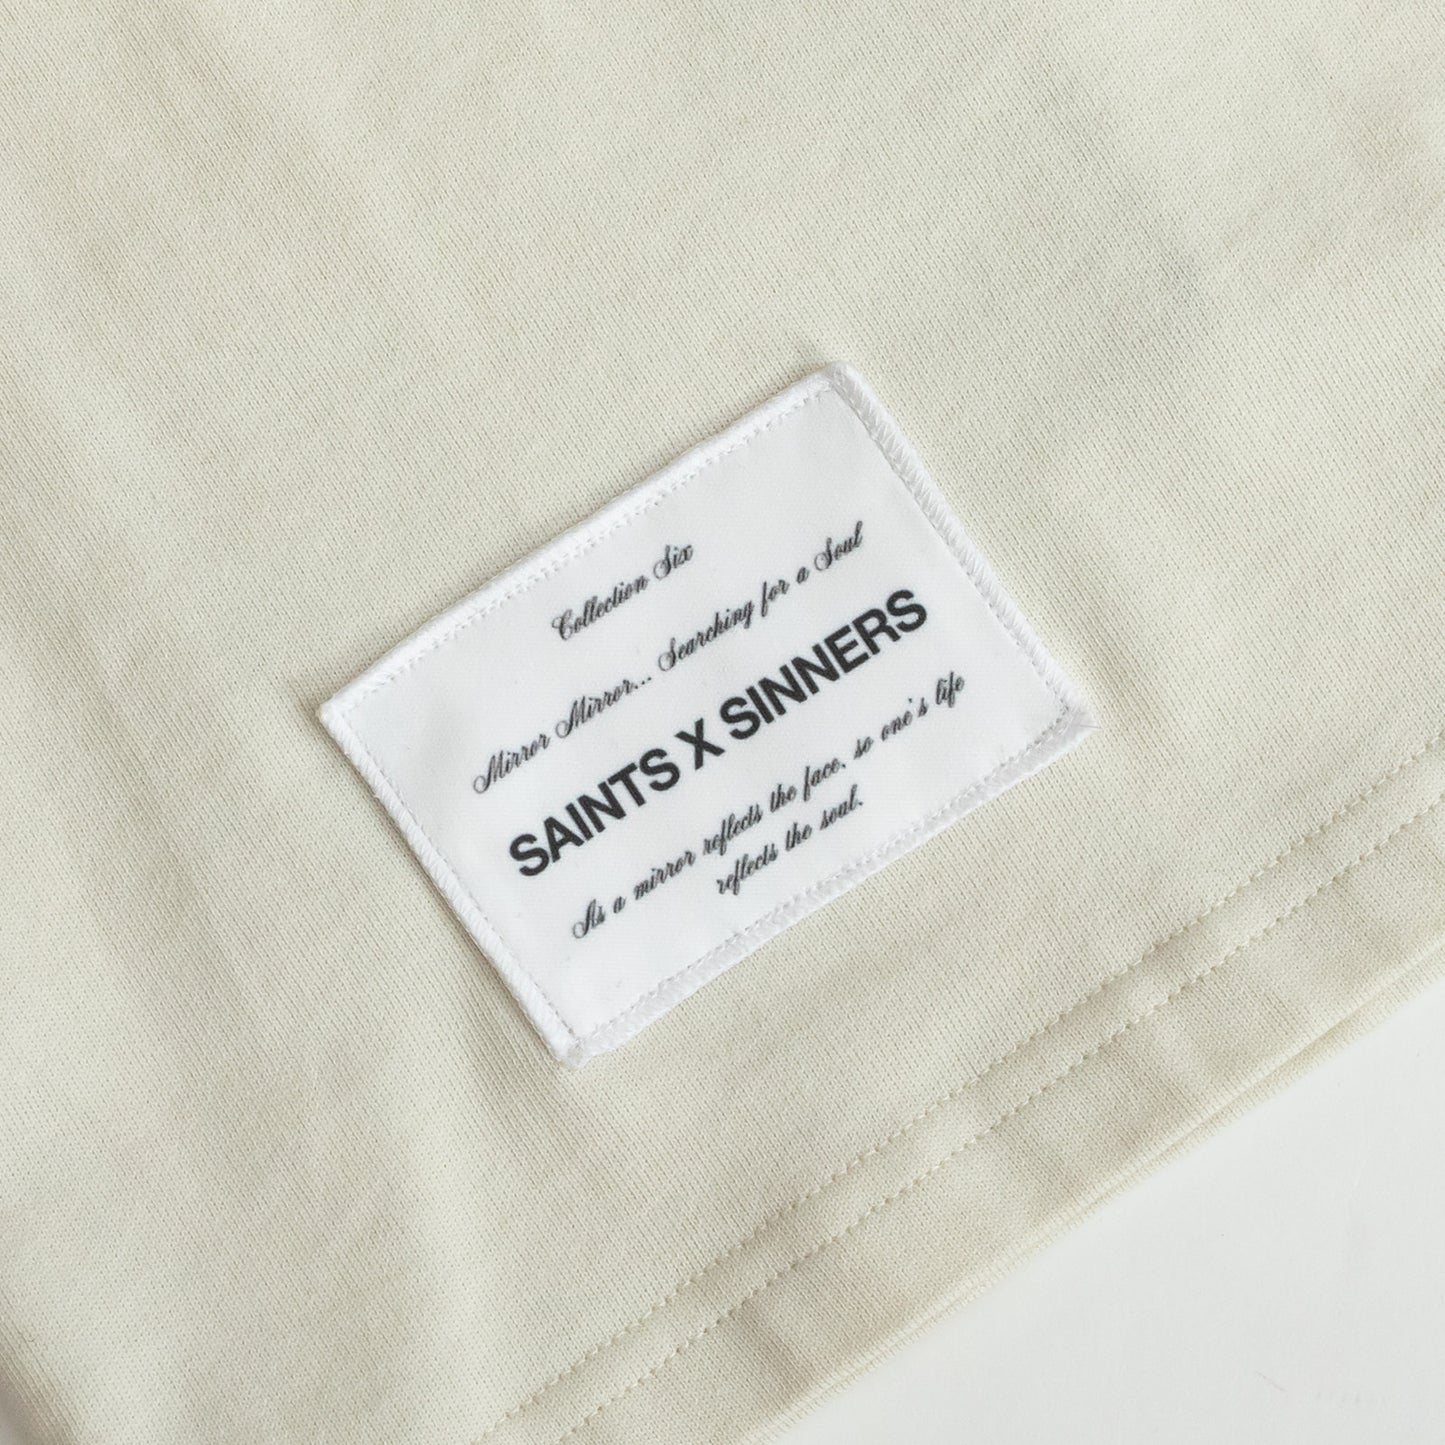 Collection Six
Mirror Mirror... Searching for a Soul
SAINTS X SINNERS
As a mirror reflects the face, so one's life
reflects the soul.